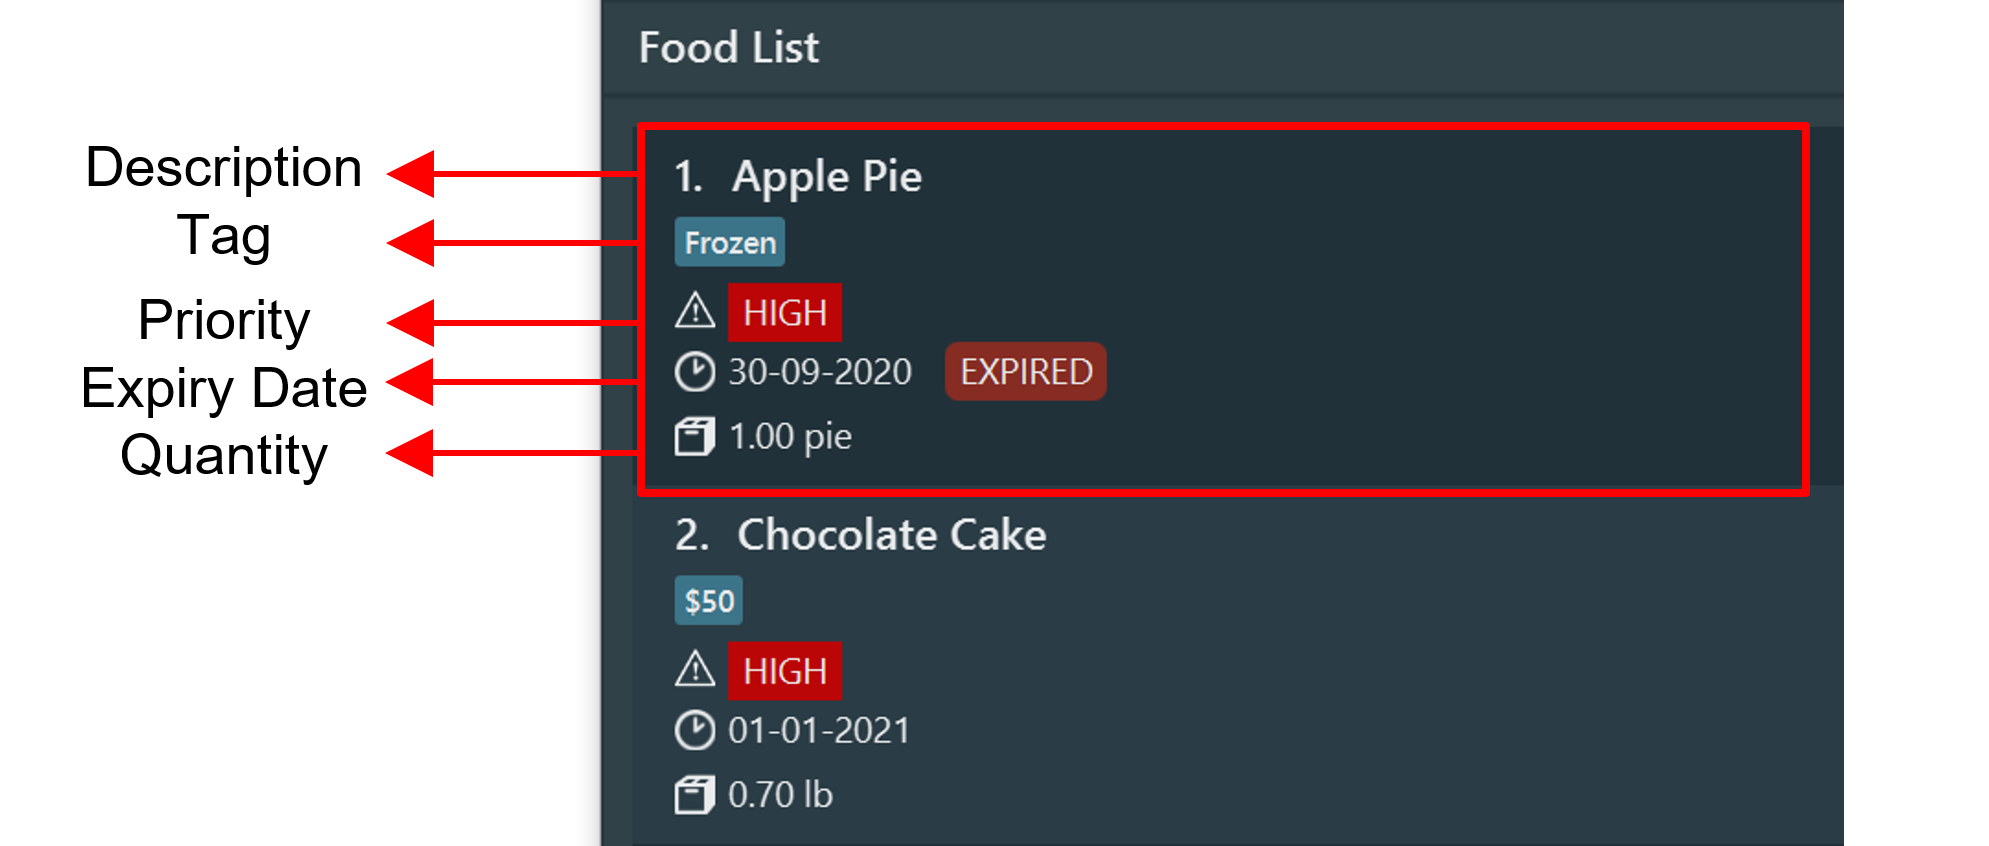 Food List
Description
Tag
Priority
Expiry Date
Quantity
1. Apple Pie
Frozen
HIGH
30-09-2020 EXPIRED
1.00 pie
2. Chocolate Cake
$50
HIGH
01-01-2021
0.70 lb